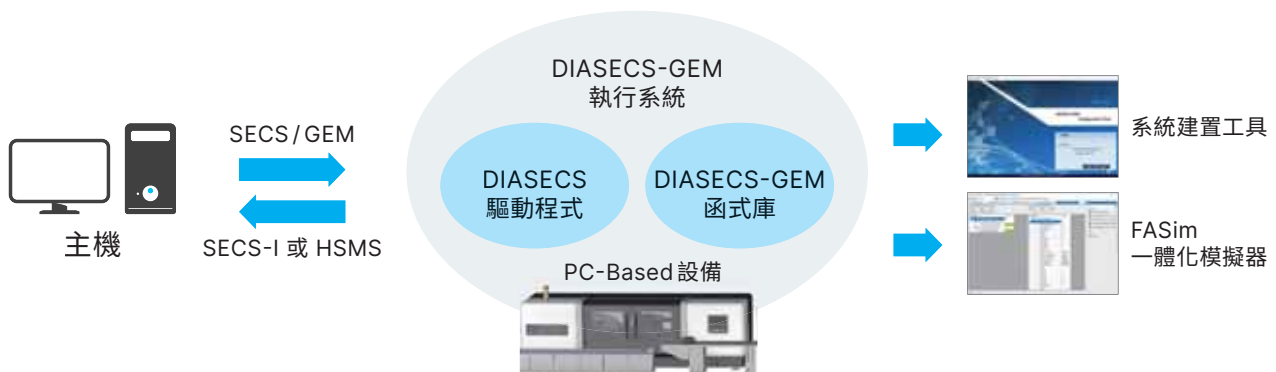 主機
SECS/GEM
SECS-I 或 HSMS
DIASECS-GEM
執行系統
DIASECS
驅動程式
DIASECS-GEM
函式庫
PC-Based 設備
系統建置工具
FASim
一體化模擬器